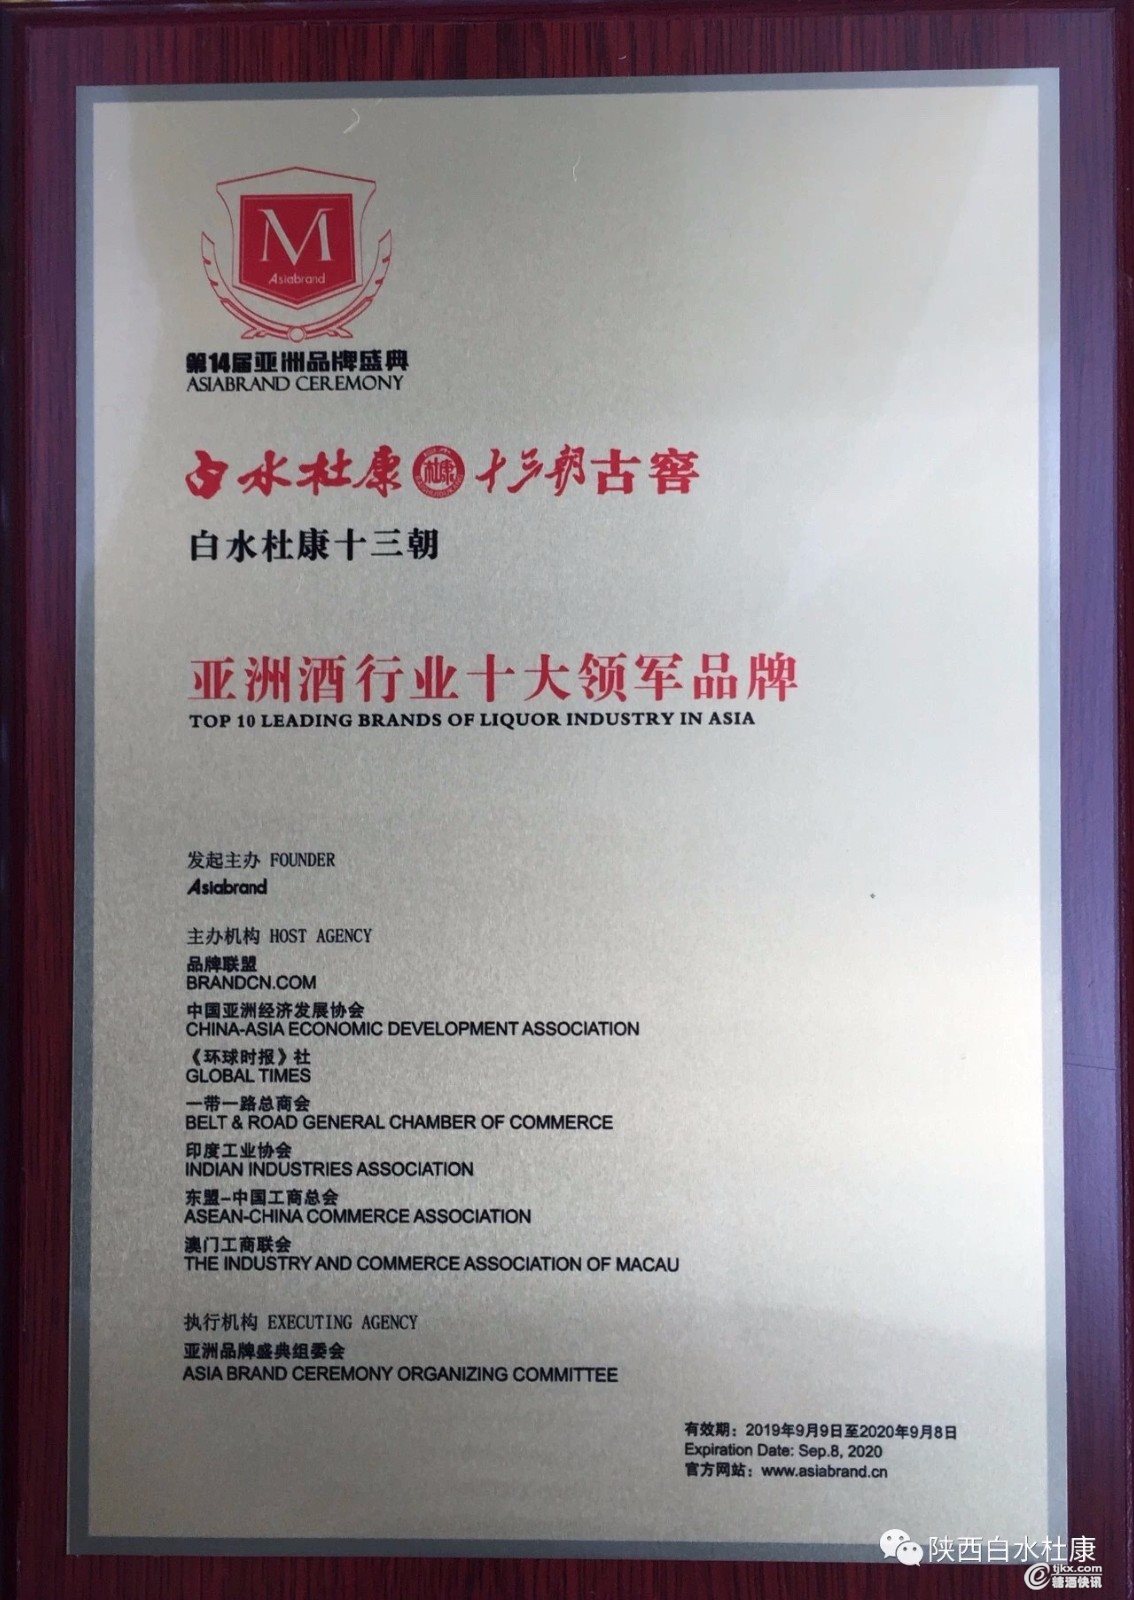 M
Asiabrand
第14届亚洲品牌盛典
ASIABRAND CEREMONY
白水杜康 杜康 十三朝古窖
白水杜康十三朝
亚洲酒行业十大领军品牌
TOP 10 LEADING BRANDS OF LIQUOR INDUSTRY IN ASIA
发起主办 FOUNDER
Asiabrand
主办机构 HOST AGENCY
品牌联盟
BRANDCN.COM
中国亚洲经济发展协会
CHINA-ASIA ECONOMIC DEVELOPMENT ASSOCIATION
《环球时报》社
GLOBAL TIMES
一带一路总商会
BELT & ROAD GENERAL CHAMBER OF COMMERCE
印度工业协会
INDIAN INDUSTRIES ASSOCIATION
东盟-中国工商总会
ASEAN-CHINA COMMERCE ASSOCIATION
澳门工商联会
THE INDUSTRY AND COMMERCE ASSOCIATION OF MACAU
执行机构 EXECUTING AGENCY
亚洲品牌盛典组委会
ASIA BRAND CEREMONY ORGANIZING COMMITTEE
有效期：2019年9月9日至2020年9月8日
Expiration Date: Sep.8, 2020
官方网站：www.asiabrand.cn
陕西白水杜康
tjkx.com
糖酒快讯